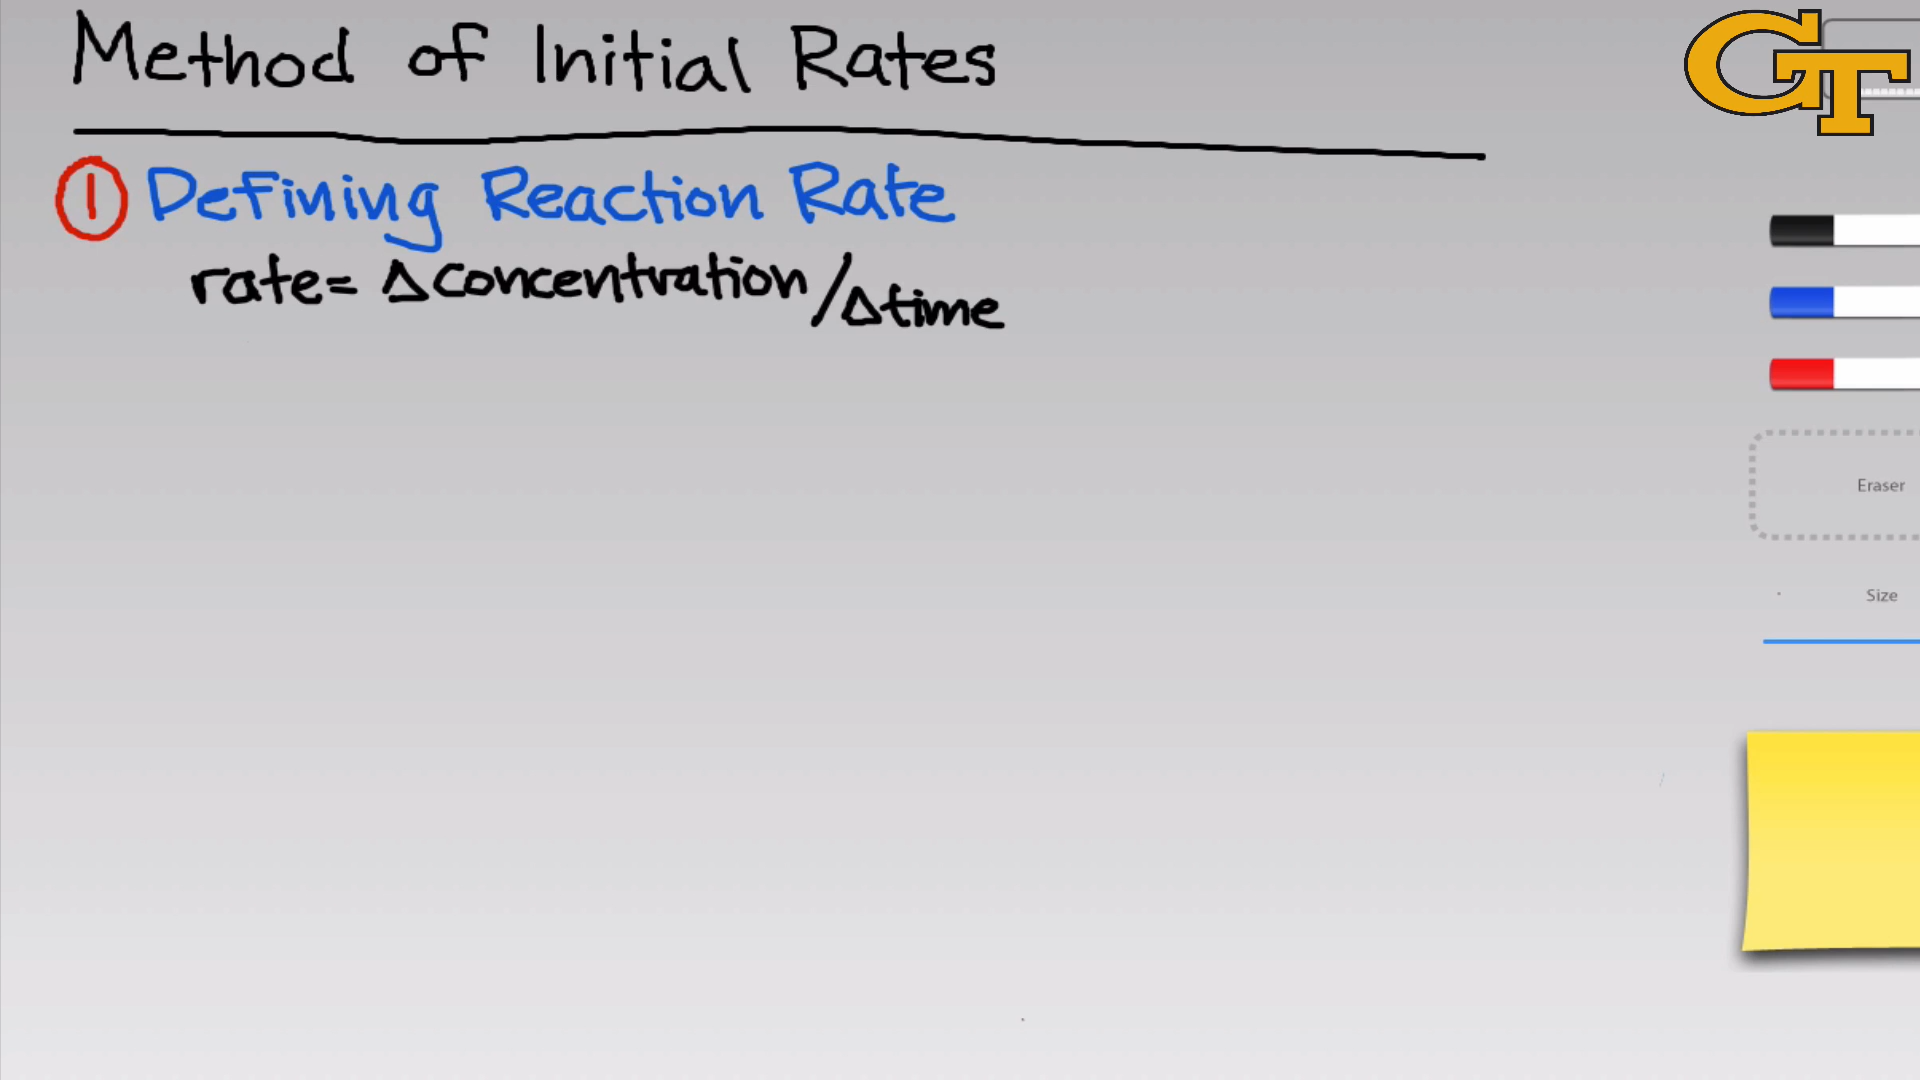 Method of Initial Rates
GT
① Defining Reaction Rate
rate= Δconcentration/Δtime
Eraser
Size